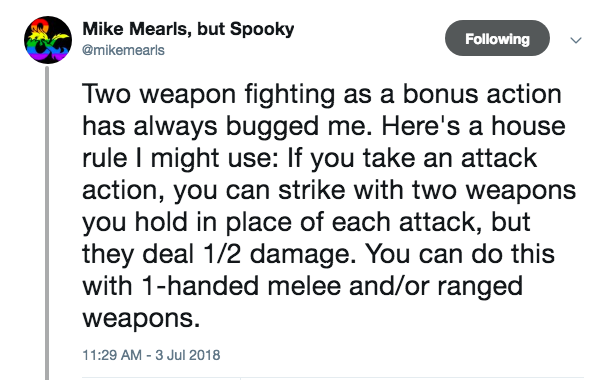 Mike Mearls, but Spooky
@mikemearls
Following
Two weapon fighting as a bonus action
has always bugged me. Here's a house
rule I might use: If you take an attack
action, you can strike with two weapons
you hold in place of each attack, but
they deal 1/2 damage. You can do this
with 1-handed melee and/or ranged
weapons.
11:29 AM - 3 Jul 2018